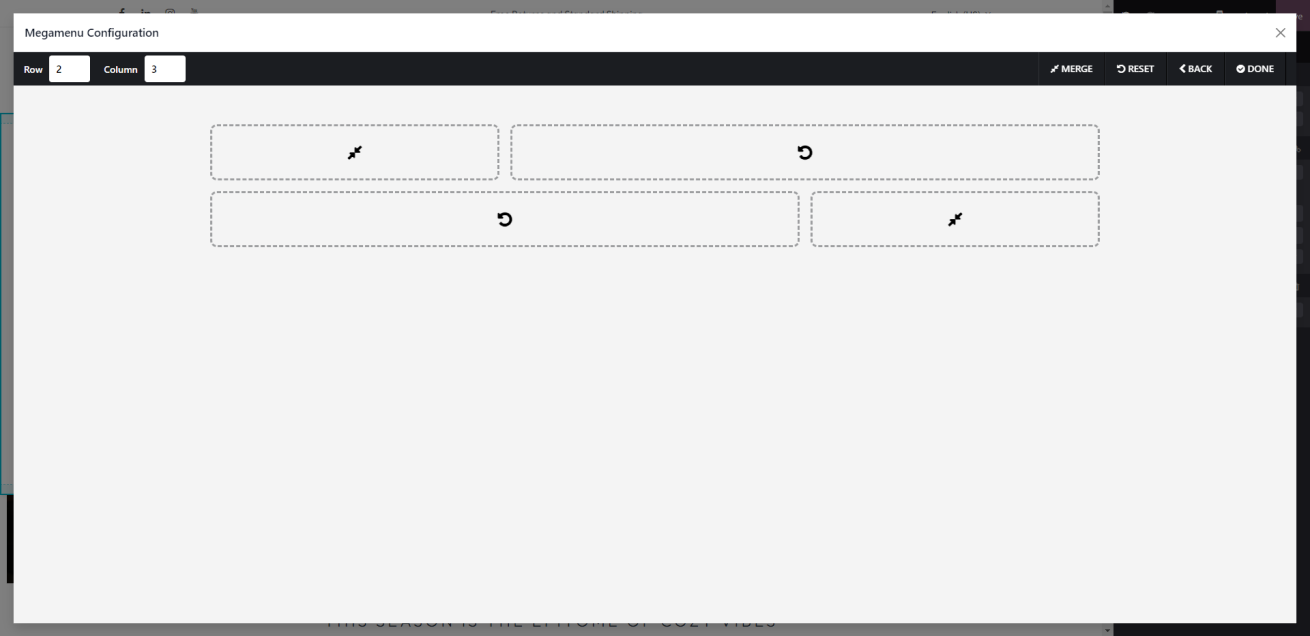 Megamenu Configuration
Row 2 Column 3 MERGE RESET BACK DONE
THIS SEASON IS THE EPITOME OF COZY VIBES